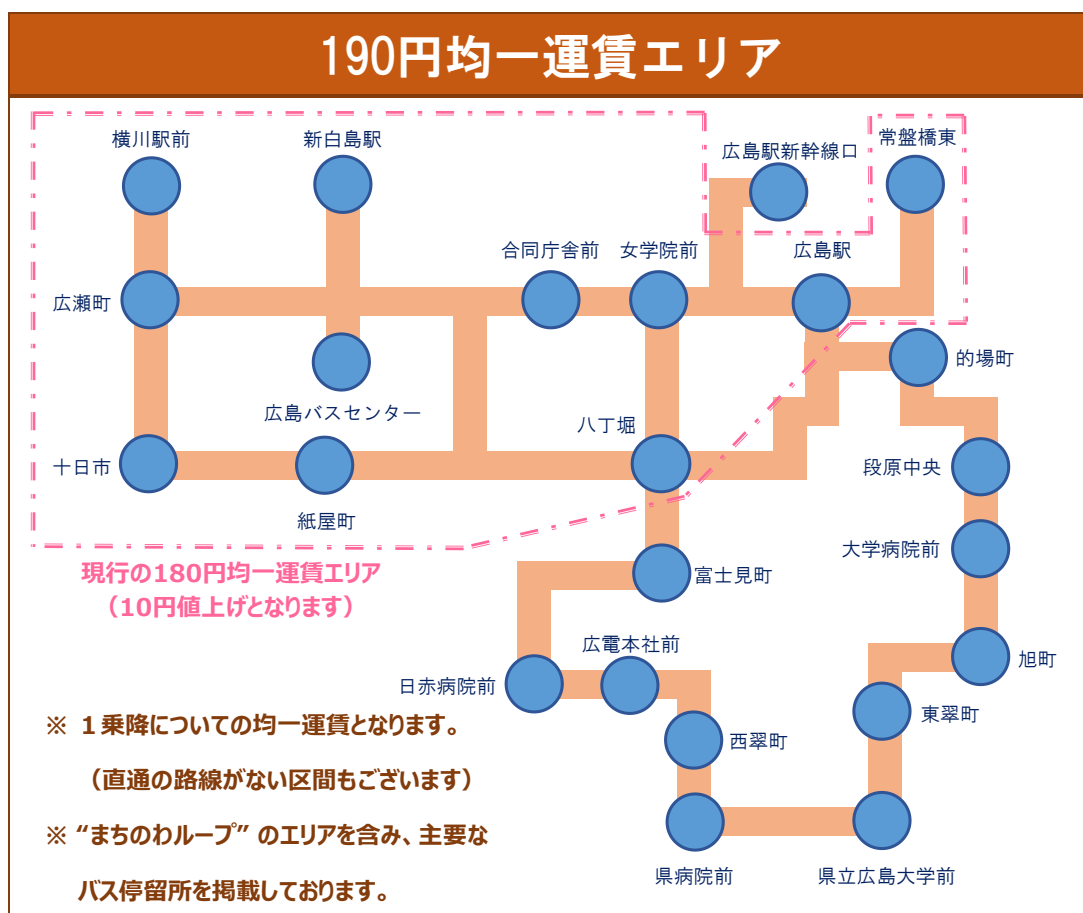 190円均一運賃エリア
横川駅前
新白島駅
広島駅新幹線口
常盤橋東
合同庁舎前
女学院前
広島駅
広瀬町
的場町
広島バスセンター
八丁堀
十日市
段原中央
紙屋町
大学病院前
現行の180円均一運賃エリア
（10円値上げとなります）
富士見町
広電本社前
旭町
日赤病院前
東翠町
※ １乗降についての均一運賃となります。
西翠町
（直通の路線がない区間もございます）
※ “まちのわループ” のエリアを含み、主要な
バス停留所を掲載しております。
県病院前
県立広島大学前